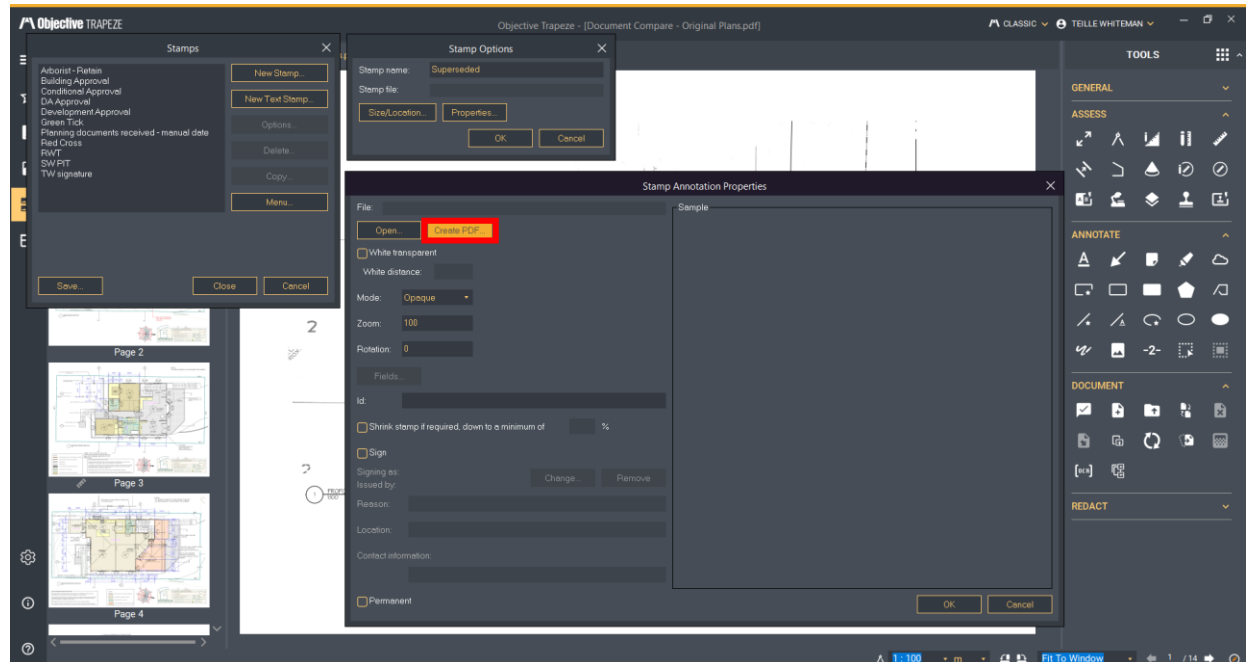 Objective TRAPEZE
Objective Trapeze - [Document Compare - Original Plans.pdf]
CLASSIC
TEILLE WHITEMAN
Stamps
Arborist - Retain
Building Approval
Conditional Approval
DA Approval
Development Approval
Green Tick
Planning documents received - manual date
Red Cross
RWT
SW PIT
TW signature
New Stamp...
New Text Stamp...
Options...
Delete...
Copy...
Menu...
Save...
Close
Cancel
Stamp Options
Stamp name: Superseded
Stamp file:
Size/Location...
Properties...
OK
Cancel
Stamp Annotation Properties
File:
Open...
Create PDF...
White transparent
White distance:
Mode: Opaque
Zoom: 100
Rotation: 0
Fields...
Id:
Shrink stamp if required, down to a minimum of %
Sign
Signing as:
Issued by:
Change...
Remove
Reason:
Location:
Contact information:
Permanent
Sample
OK
Cancel
Page 2
Page 3
Page 4
2
2
1
TOOLS
GENERAL
ASSESS
ANNOTATE
-2-
DOCUMENT
[OCR]
REDACT
1 : 100
m
Fit To Window
1 /14